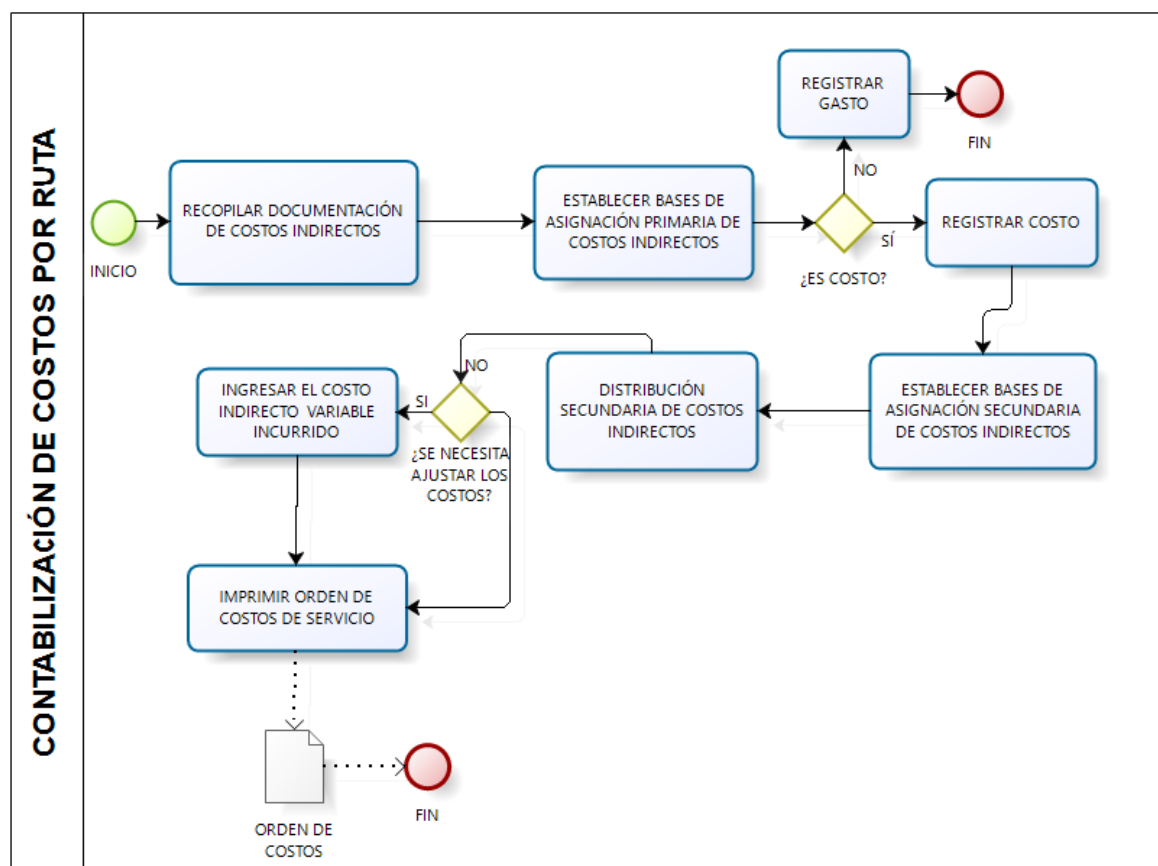 CONTABILIZACIÓN DE COSTOS POR RUTA
INICIO
RECOPILAR DOCUMENTACIÓN
DE COSTOS INDIRECTOS
ESTABLECER BASES DE
ASIGNACIÓN PRIMARIA DE
COSTOS INDIRECTOS
¿ES COSTO?
NO
REGISTRAR
GASTO
FIN
SÍ
REGISTRAR COSTO
ESTABLECER BASES DE
ASIGNACIÓN SECUNDARIA
DE COSTOS INDIRECTOS
DISTRIBUCIÓN
SECUNDARIA DE COSTOS
INDIRECTOS
NO
¿SE NECESITA
AJUSTAR LOS
COSTOS?
SI
INGRESAR EL COSTO
INDIRECTO VARIABLE
INCURRIDO
IMPRIMIR ORDEN DE
COSTOS DE SERVICIO
ORDEN DE
COSTOS
FIN